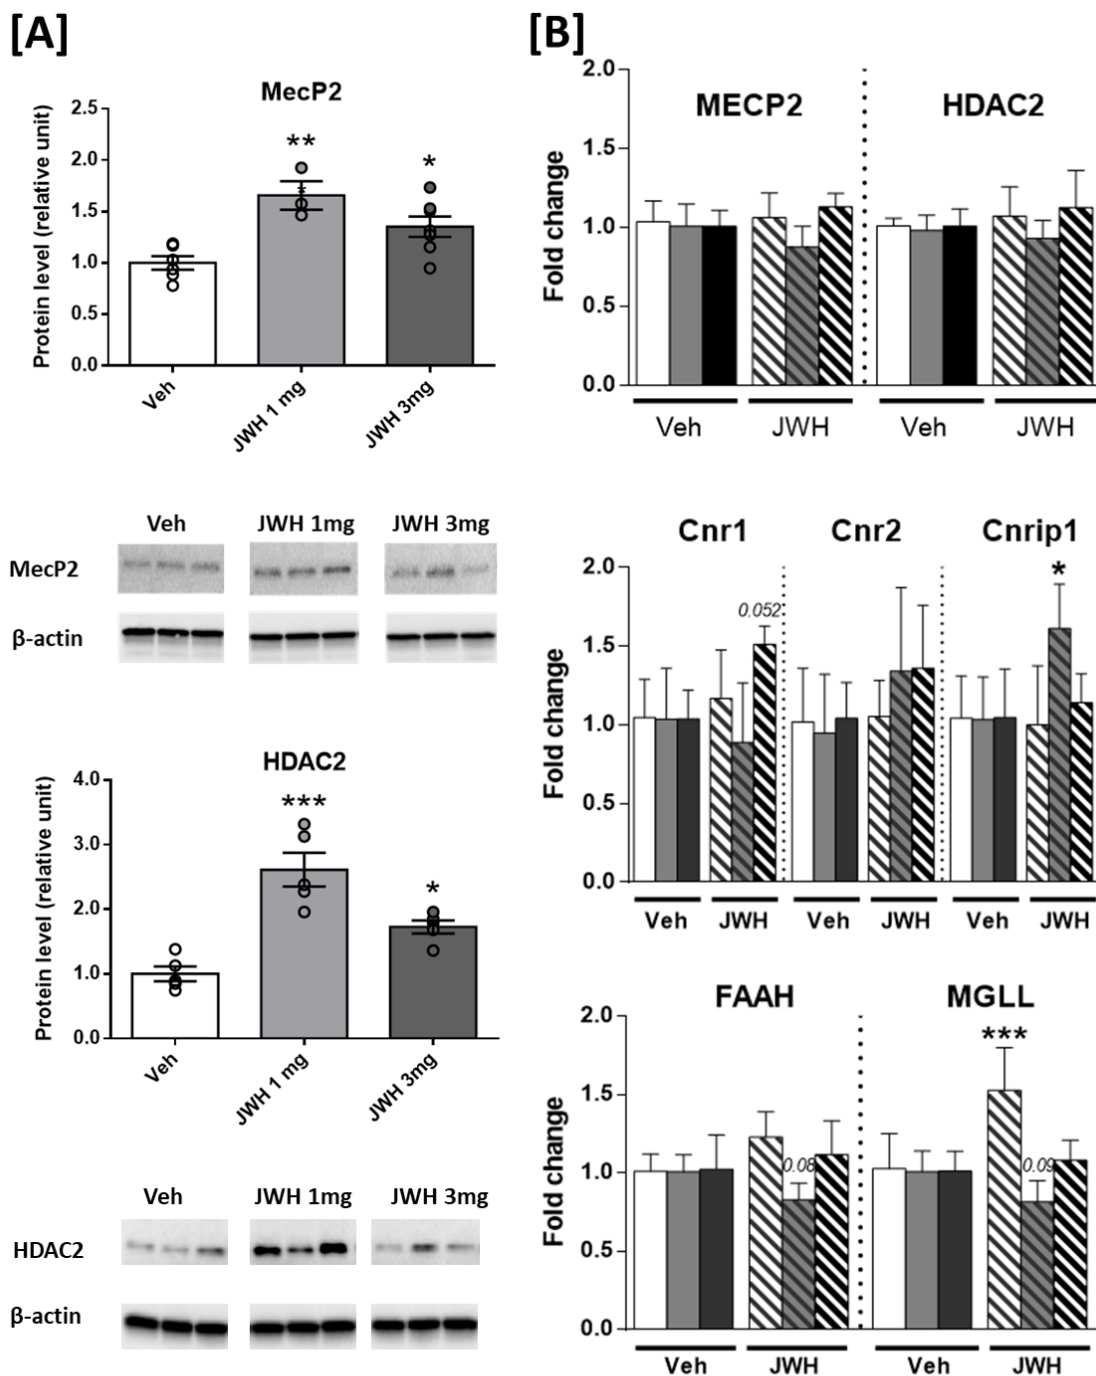 [A]
MecP2
Protein level (relative unit)
2.5
2.0
1.5
1.0
0.5
0.0
**
*
Veh
JWH 1 mg
JWH 3mg
Veh JWH 1mg JWH 3mg
MecP2
β-actin
HDAC2
Protein level (relative unit)
4.0
3.0
2.0
1.0
0.0
***
*
Veh
JWH 1 mg
JWH 3mg
Veh JWH 1mg JWH 3mg
HDAC2
β-actin
[B]
Fold change
2.0
1.5
1.0
0.5
0.0
MECP2 HDAC2
Veh JWH Veh JWH
Cnr1 Cnr2 Cnrip1
Fold change
2.0
1.5
1.0
0.5
0.0
0.052
*
Veh JWH Veh JWH Veh JWH
FAAH MGLL
Fold change
2.0
1.5
1.0
0.5
0.0
***
0.08
0.09
Veh JWH Veh JWH